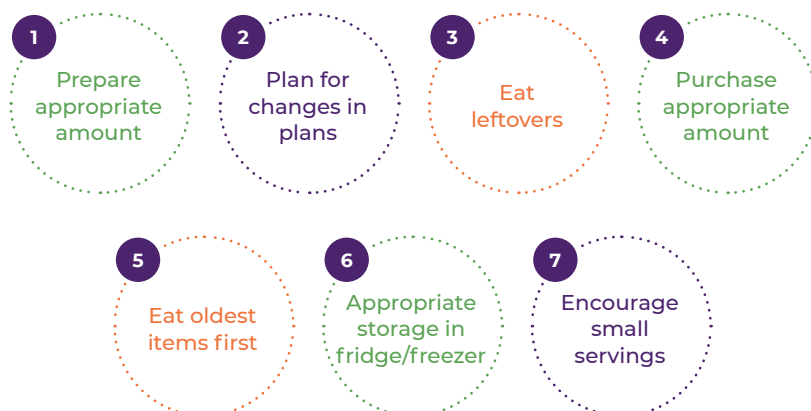 1
Prepare
appropriate
amount
2
Plan for
changes in
plans
3
Eat
leftovers
4
Purchase
appropriate
amount
5
Eat oldest
items first
6
Appropriate
storage in
fridge/freezer
7
Encourage
small
servings